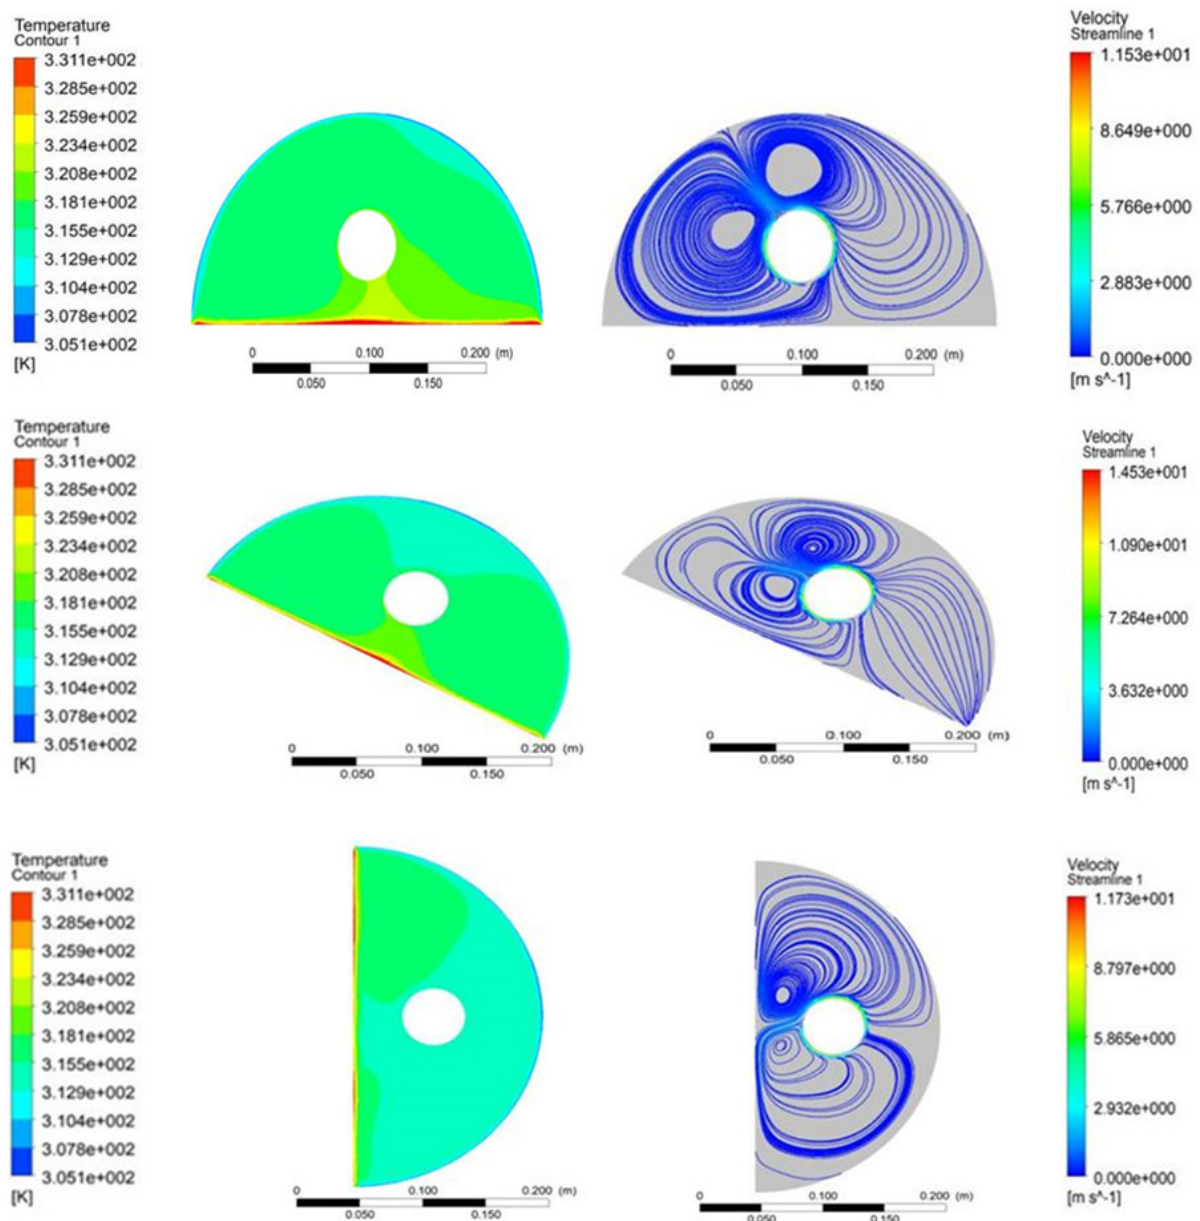 Temperature
Contour 1
3.311e+002
3.285e+002
3.259e+002
3.234e+002
3.208e+002
3.181e+002
3.155e+002
3.129e+002
3.104e+002
3.078e+002
3.051e+002
[K]
0 0.100 0.200 (m)
0.050 0.150
Velocity
Streamline 1
1.153e+001
8.649e+000
5.766e+000
2.883e+000
0.000e+000
[m s^-1]
0 0.100 0.200 (m)
0.050 0.150
Temperature
Contour 1
3.311e+002
3.285e+002
3.259e+002
3.234e+002
3.208e+002
3.181e+002
3.155e+002
3.129e+002
3.104e+002
3.078e+002
3.051e+002
[K]
0 0.100 0.200 (m)
0.050 0.150
Velocity
Streamline 1
1.453e+001
1.090e+001
7.264e+000
3.632e+000
0.000e+000
[m s^-1]
0 0.100 0.200 (m)
0.050 0.150
Temperature
Contour 1
3.311e+002
3.285e+002
3.259e+002
3.234e+002
3.208e+002
3.181e+002
3.155e+002
3.129e+002
3.104e+002
3.078e+002
3.051e+002
[K]
0 0.100 0.200 (m)
0.050 0.150
Velocity
Streamline 1
1.173e+001
8.797e+000
5.865e+000
2.932e+000
0.000e+000
[m s^-1]
0 0.100 0.200 (m)
0.050 0.150